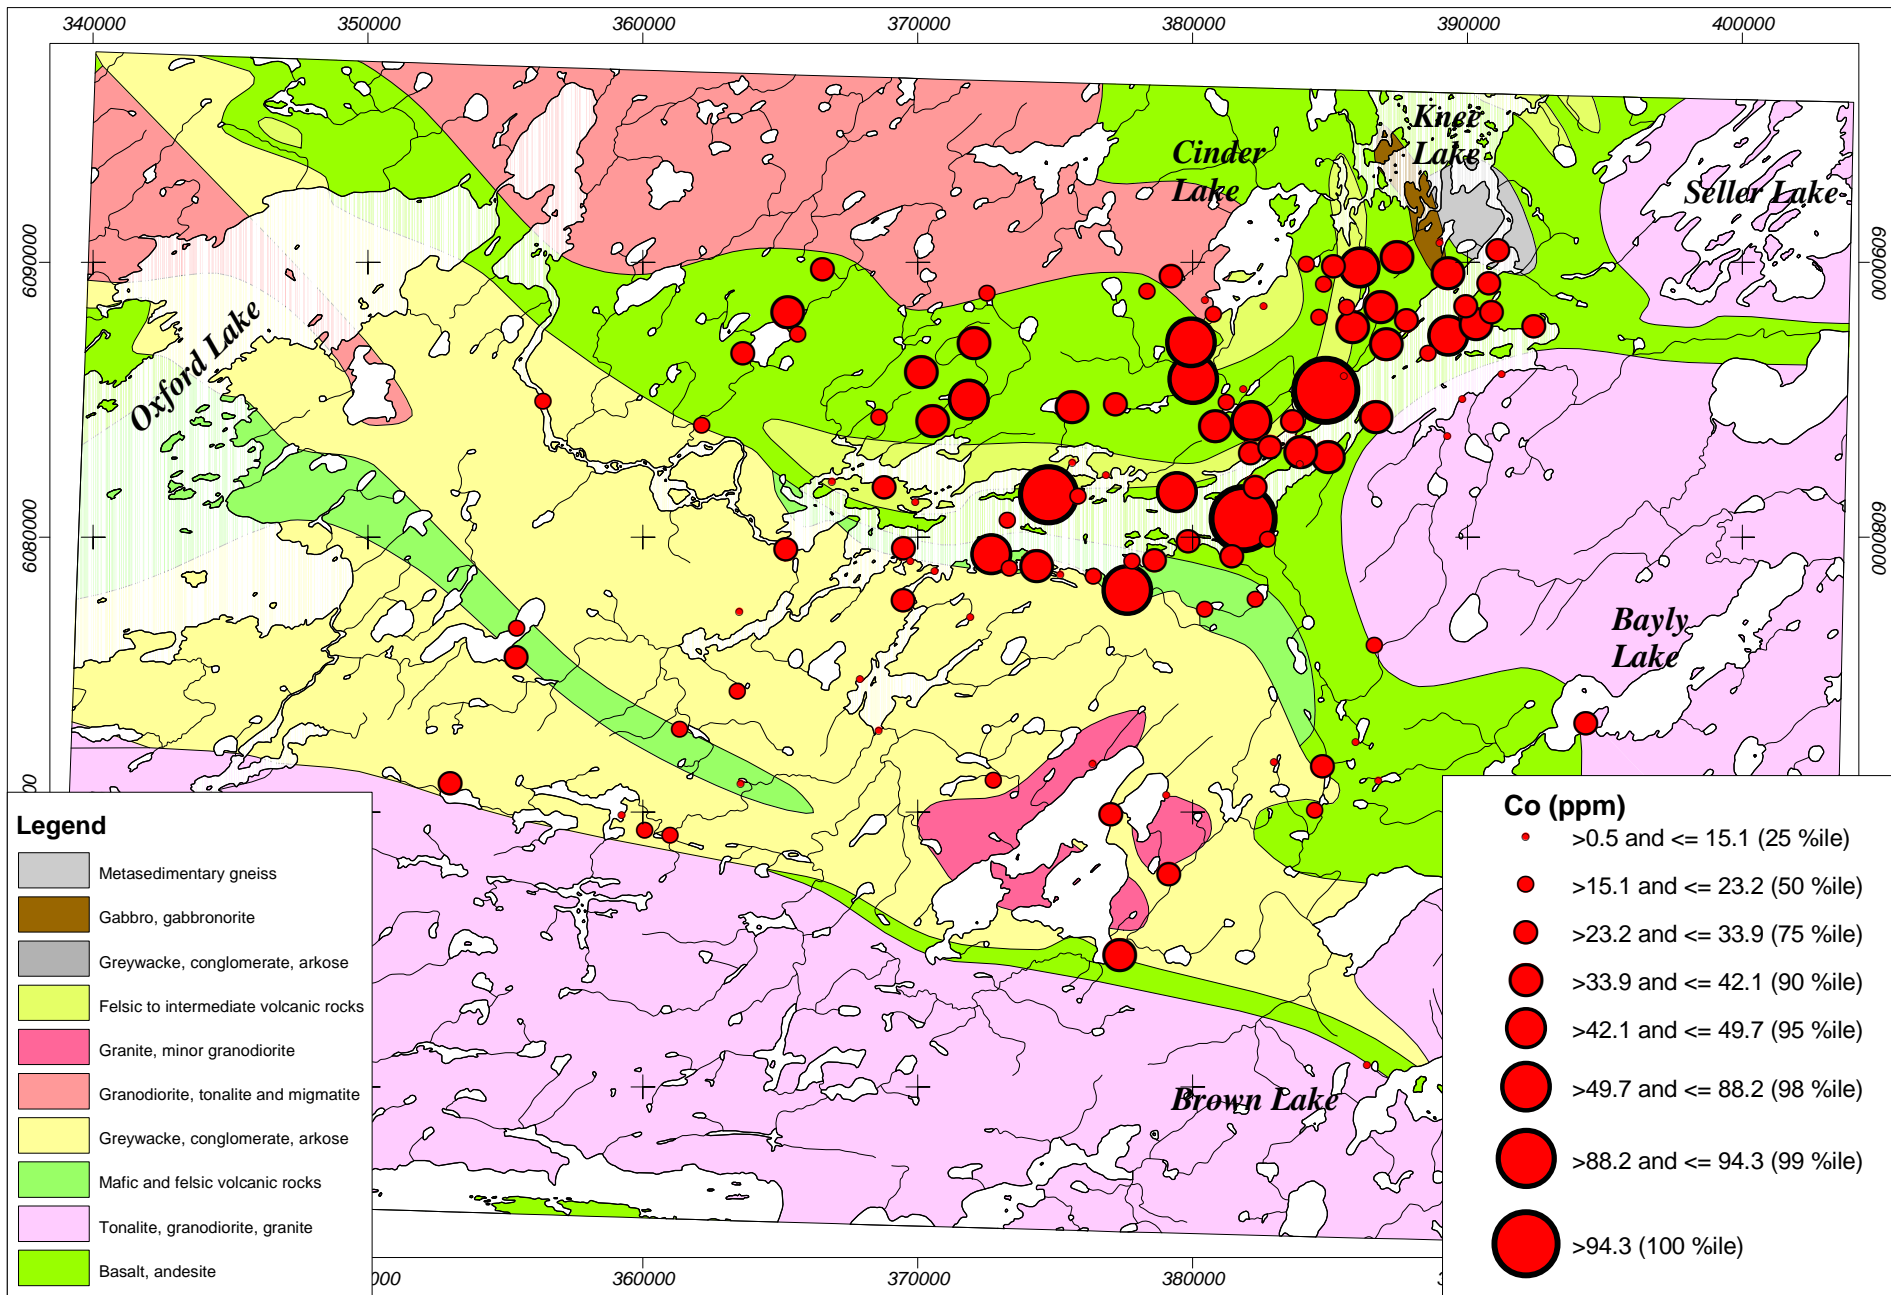 340000
350000
360000
370000
380000
390000
400000
Knee
Lake
Cinder
Lake
Seller Lake
6090000
6090000
Oxford Lake
6080000
6080000
Bayly
Lake
Brown Lake
Legend
Metasedimentary gneiss
Gabbro, gabbronorite
Greywacke, conglomerate, arkose
Felsic to intermediate volcanic rocks
Granite, minor granodiorite
Granodiorite, tonalite and migmatite
Greywacke, conglomerate, arkose
Mafic and felsic volcanic rocks
Tonalite, granodiorite, granite
Basalt, andesite
Co (ppm)
>0.5 and <= 15.1 (25 %ile)
>15.1 and <= 23.2 (50 %ile)
>23.2 and <= 33.9 (75 %ile)
>33.9 and <= 42.1 (90 %ile)
>42.1 and <= 49.7 (95 %ile)
>49.7 and <= 88.2 (98 %ile)
>88.2 and <= 94.3 (99 %ile)
>94.3 (100 %ile)
360000
370000
380000